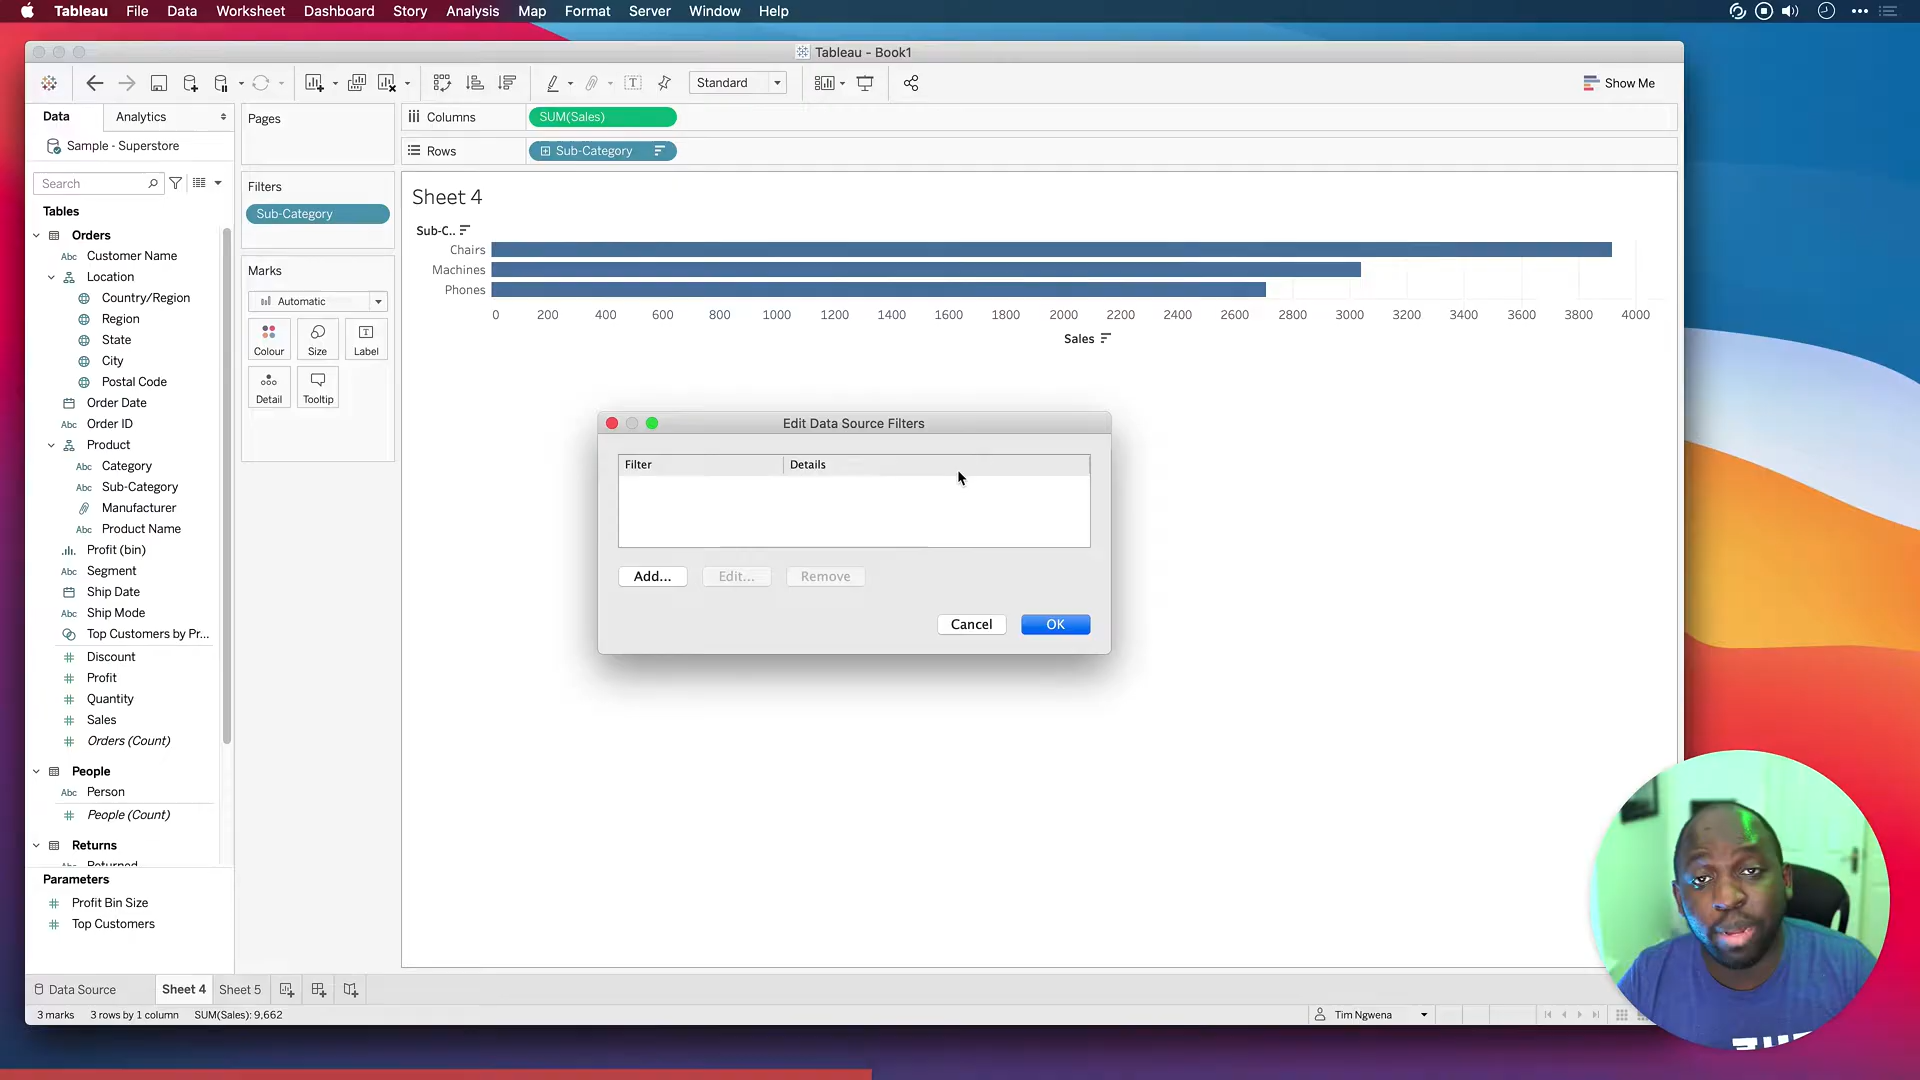 Tableau File Data Worksheet Dashboard Story Analysis Map Format Server Window Help
Tableau - Book1
Standard
Show Me
Data Analytics
Pages
Columns SUM(Sales)
Sample - Superstore
Rows Sub-Category
Search
Filters
Sub-Category
Sheet 4
Tables
Sub-C..
Orders
Customer Name
Chairs
Machines
Phones
Marks
Automatic
0 200 400 600 800 1000 1200 1400 1600 1800 2000 2200 2400 2600 2800 3000 3200 3400 3600 3800 4000
Sales
Colour Size Label
Detail Tooltip
Location
Country/Region
Region
State
City
Postal Code
Order Date
Order ID
Product
Category
Sub-Category
Manufacturer
Product Name
Profit (bin)
Segment
Ship Date
Ship Mode
Top Customers by Pr...
Discount
Profit
Quantity
Sales
Orders (Count)
People
Abc Person
People (Count)
Returns
Returned
Parameters
Profit Bin Size
Top Customers
Edit Data Source Filters
Filter Details
Add... Edit... Remove
Cancel OK
Data Source Sheet 4 Sheet 5
3 marks 3 rows by 1 column SUM(Sales): 9,662
Tim Ngwena